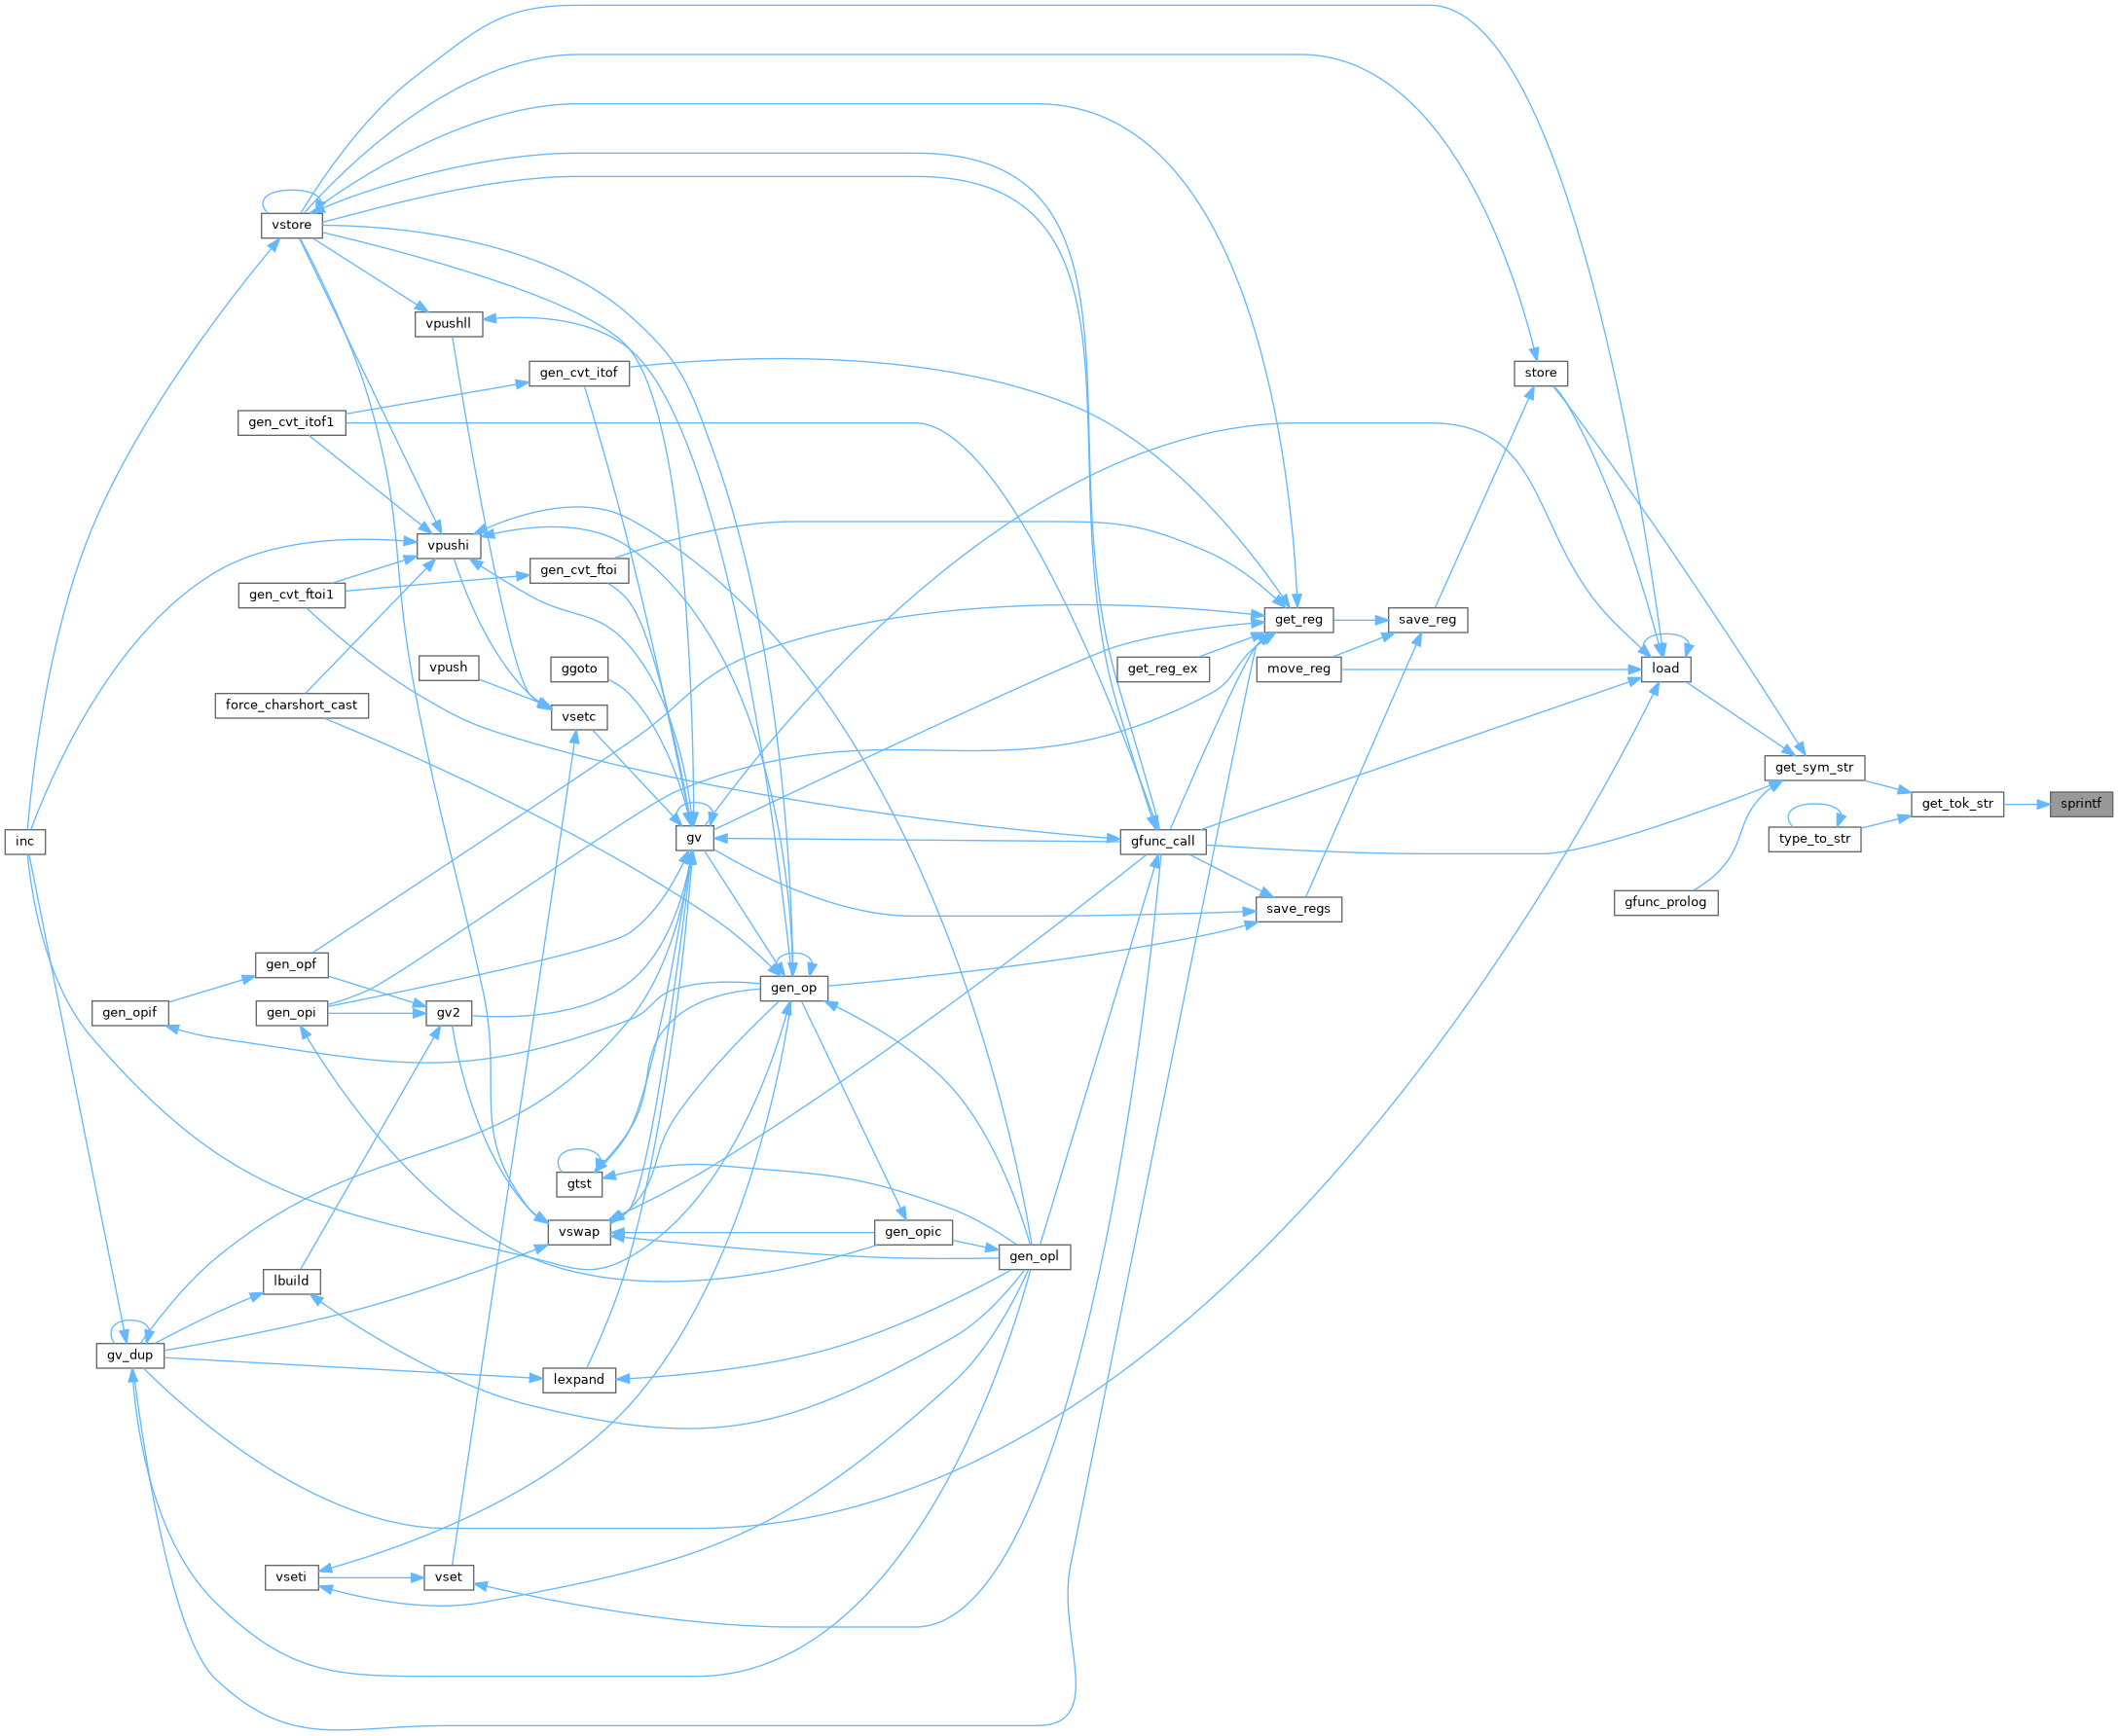 vstore
vpushll
gen_cvt_itof
store
gen_cvt_itof1
vpushi
gen_cvt_ftoi
gen_cvt_ftoi1
get_reg
save_reg
vpush
ggoto
get_reg_ex
move_reg
load
force_charshort_cast
vsetc
get_sym_str
get_tok_str
sprintf
inc
gv
gfunc_call
type_to_str
gfunc_prolog
save_regs
gen_opf
gen_op
gen_opif
gen_opi
gv2
gtst
vswap
gen_opic
gen_opl
lbuild
gv_dup
lexpand
vseti
vset